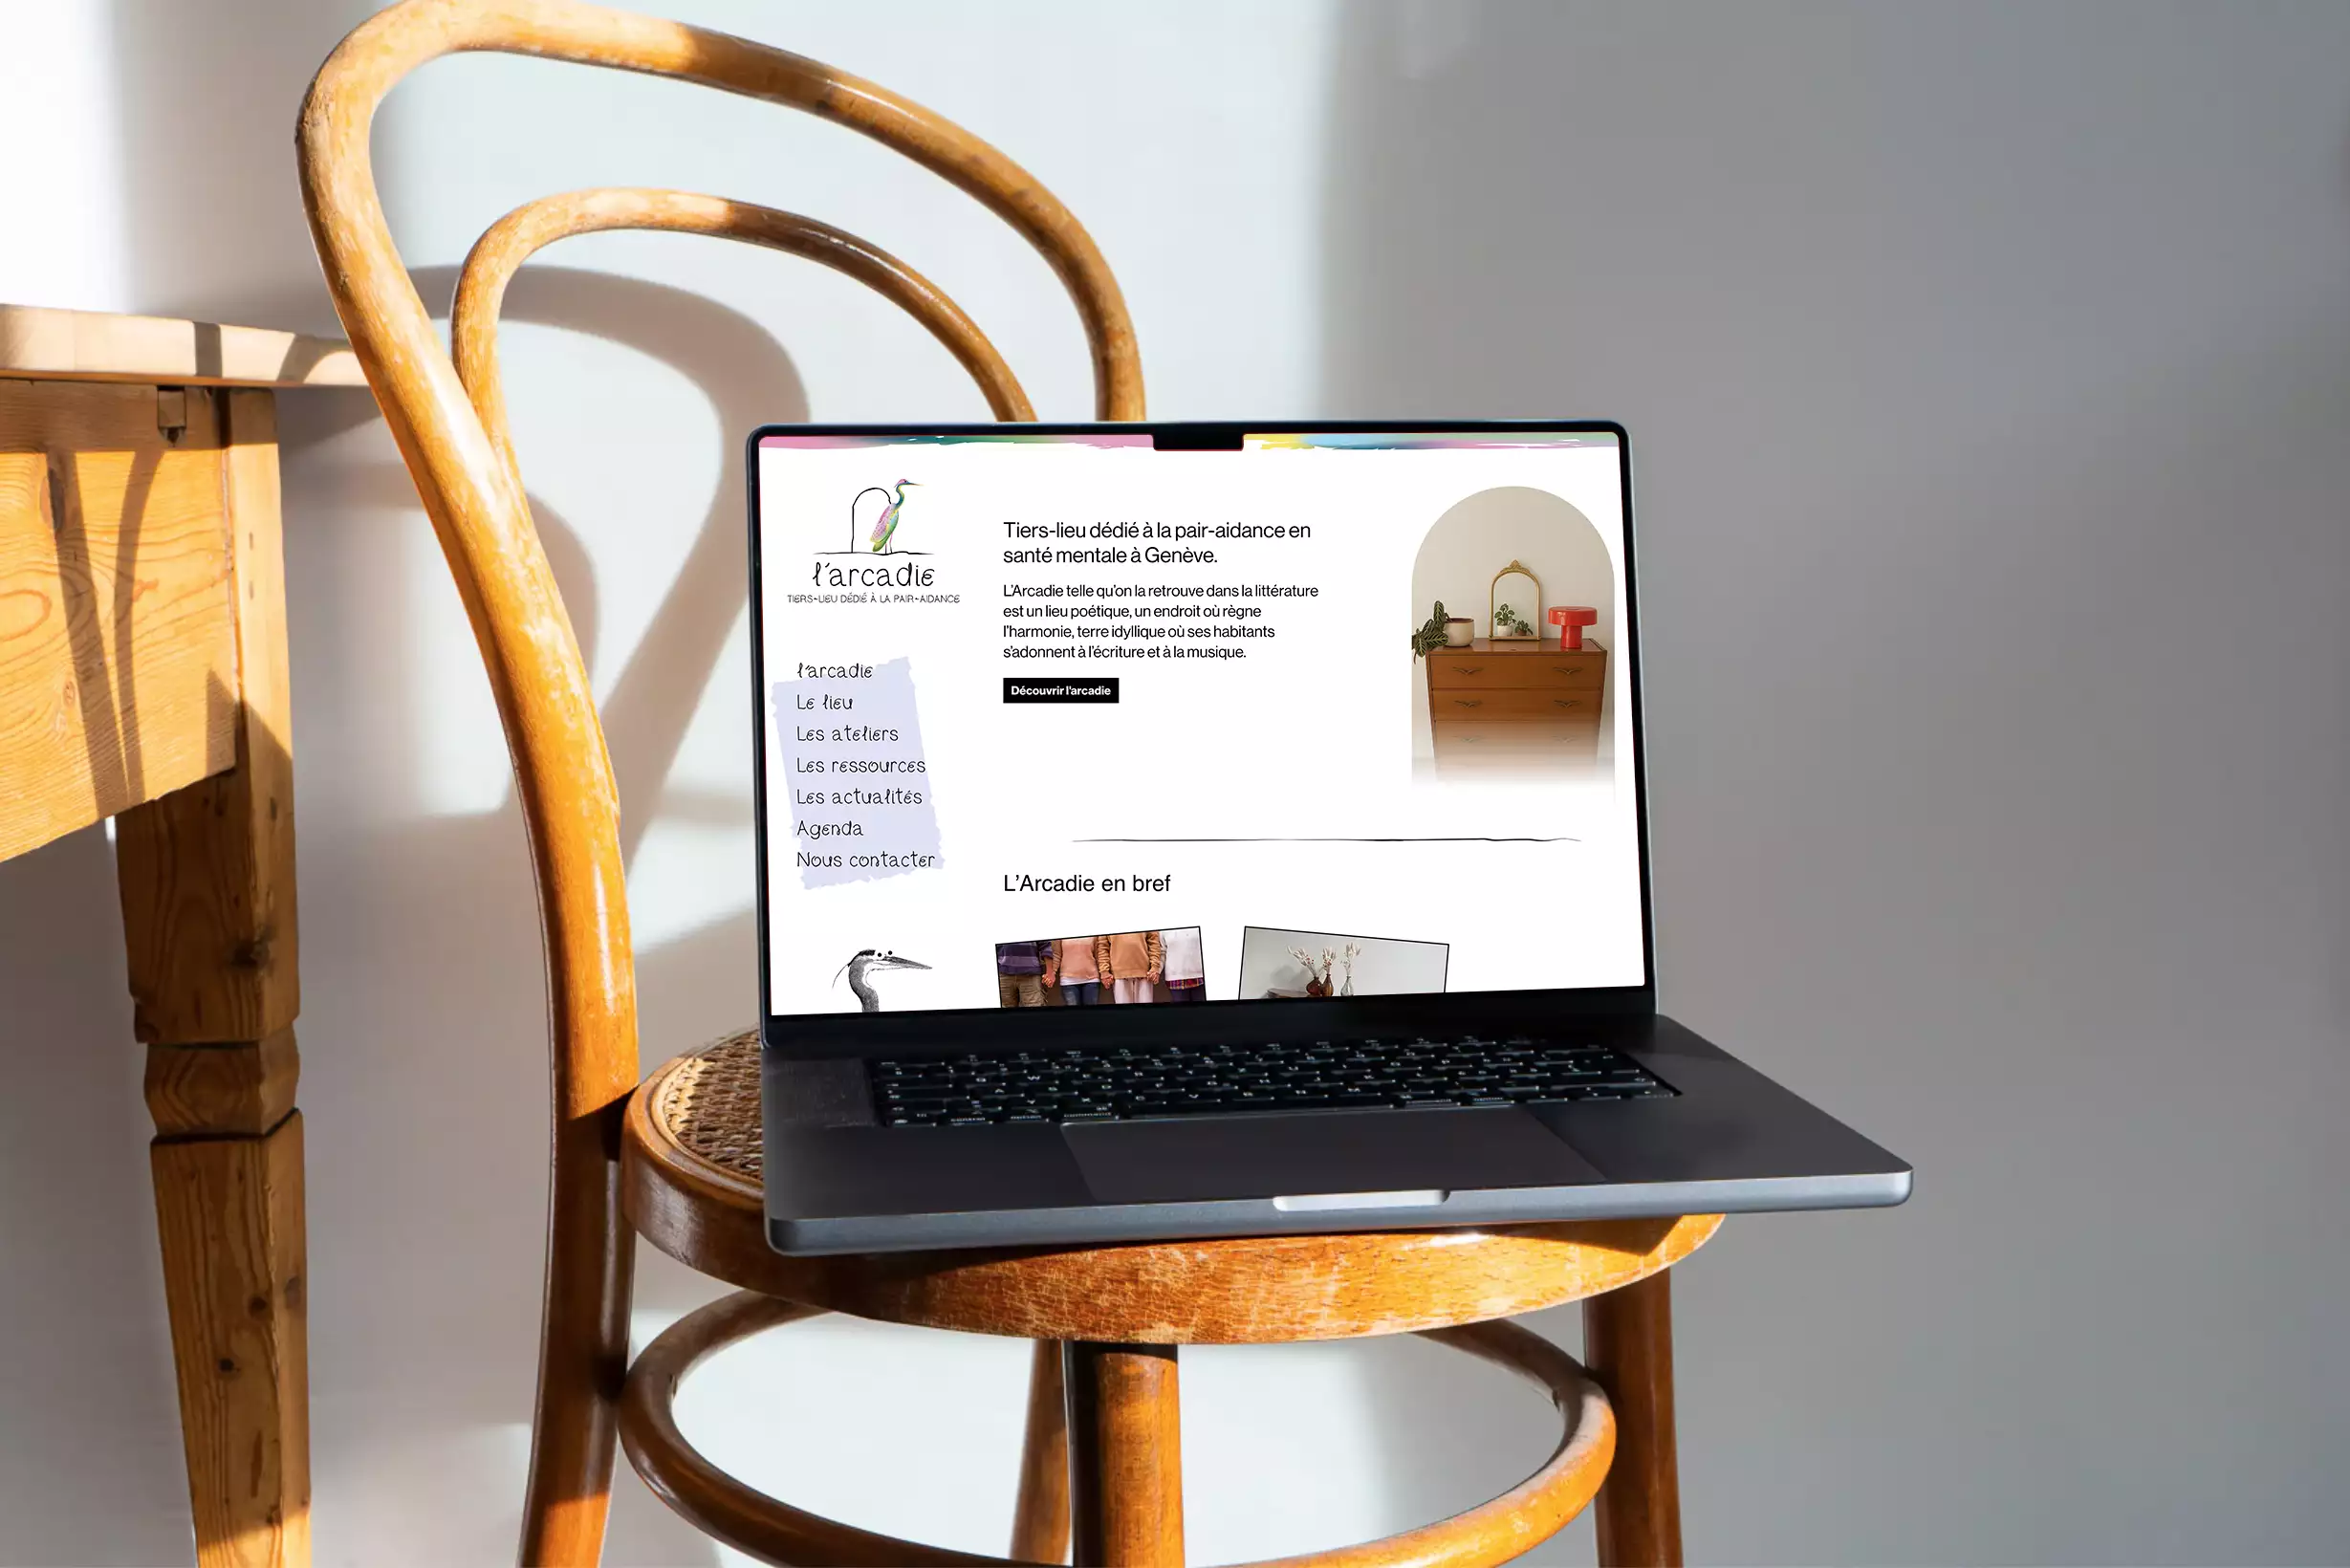 l'arcadie
TIERS-LIEU DÉDIÉ À LA PAIR-AIDANCE
l'arcadie
Le lieu
Les ateliers
Les ressources
Les actualités
Agenda
Nous contacter
Tiers-lieu dédié à la pair-aidance en
santé mentale à Genève.
L'Arcadie telle qu'on la retrouve dans la littérature
est un lieu poétique, un endroit où règne
l'harmonie, terre idyllique où ses habitants
s'adonnent à l'écriture et à la musique.
Découvrir l'arcadie
L'Arcadie en bref